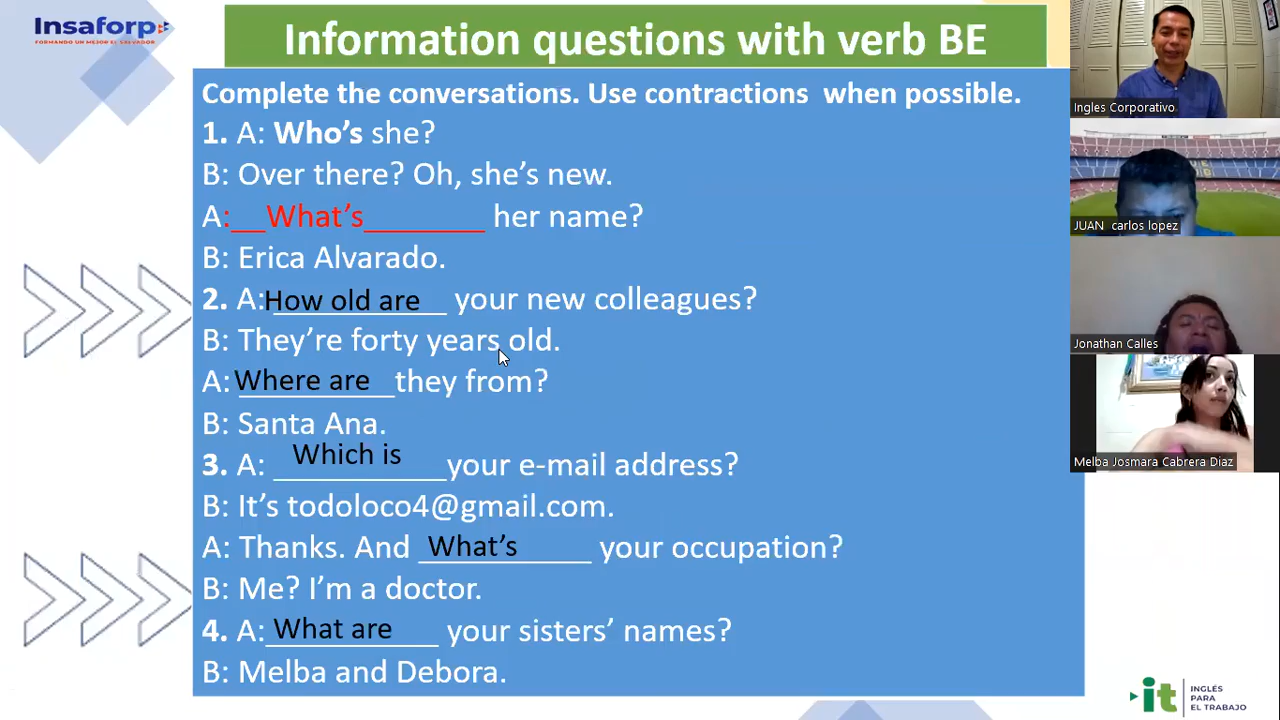 Insaforp
FORMANDO UN MEJOR EL SALVADOR
Information questions with verb BE
Complete the conversations. Use contractions when possible.
1. A: Who's she?
B: Over there? Oh, she's new.
A:__What's________ her name?
B: Erica Alvarado.
2. A:How old are your new colleagues?
B: They're forty years old.
A: Where are they from?
B: Santa Ana.
3. A: Which is your e-mail address?
B: It's todoloco4@gmail.com.
A: Thanks. And What's your occupation?
B: Me? I'm a doctor.
4. A: What are your sisters' names?
B: Melba and Debora.
Ingles Corporativo
JUAN carlos lopez
Jonathan Calles
Melba Josmara Cabrera Diaz
it
INGLÉS
PARA
EL TRABAJO